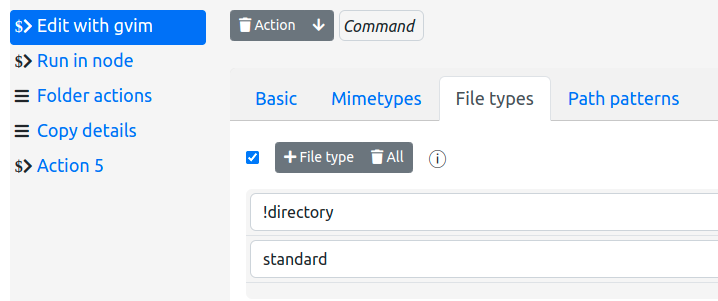 $> Edit with gvim
Action Command
$> Run in node
Folder actions
Copy details
$> Action 5
Basic Mimetypes File types Path patterns
+ File type All i
!directory
standard